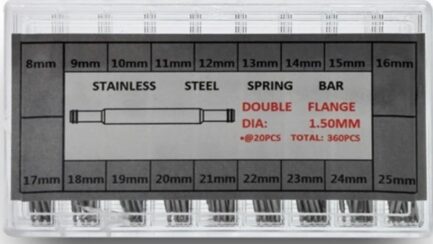 8mm 9mm 10mm 11mm 12mm 13mm 14mm 15mm 16mm
STAINLESS STEEL SPRING BAR
DOUBLE FLANGE
DIA: 1.50MM
•@20PCS TOTAL: 360PCS
17mm 18mm 19mm 20mm 21mm 22mm 23mm 24mm 25mm